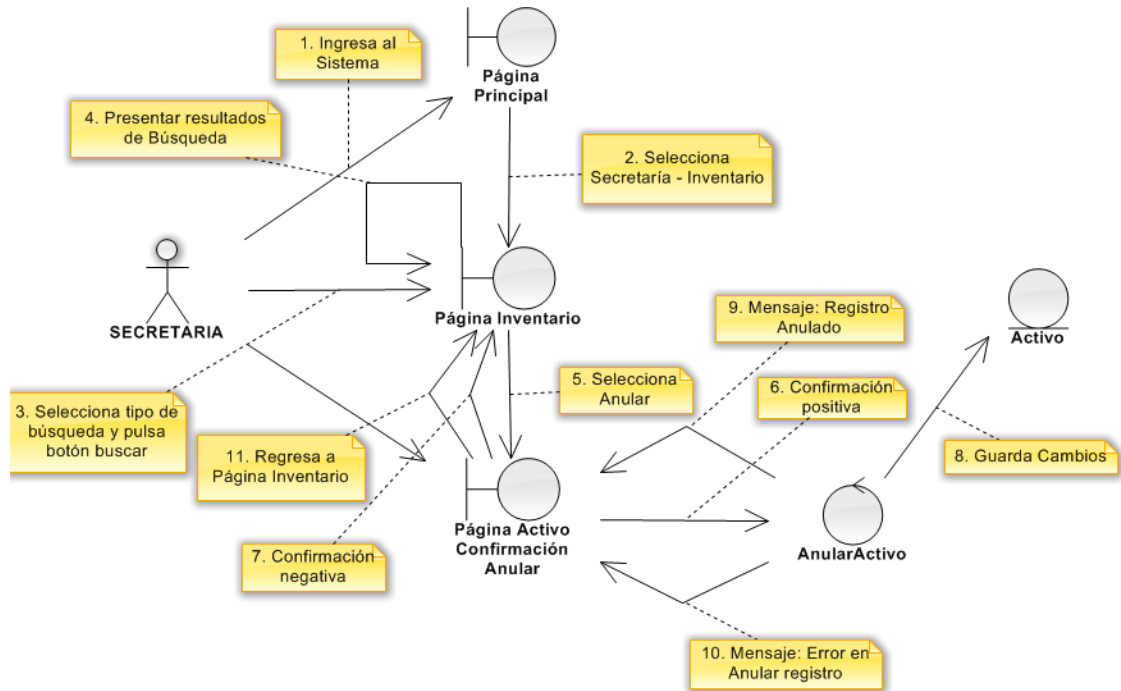 1. Ingresa al
Sistema
Página
Principal
4. Presentar resultados
de Búsqueda
2. Selecciona
Secretaría - Inventario
SECRETARIA
Página Inventario
9. Mensaje: Registro
Anulado
Activo
3. Selecciona tipo de
búsqueda y pulsa
botón buscar
5. Selecciona
Anular
6. Confirmación
positiva
11. Regresa a
Página Inventario
8. Guarda Cambios
Página Activo
Confirmación
Anular
AnularActivo
7. Confirmación
negativa
10. Mensaje: Error en
Anular registro